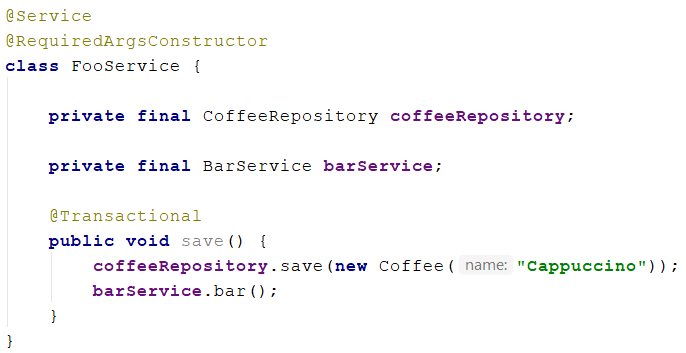 @Service
@RequiredArgsConstructor
class FooService {
private final CoffeeRepository coffeeRepository;
private final BarService barService;
@Transactional
public void save() {
coffeeRepository.save(new Coffee( name: "Cappuccino"));
barService.bar();
}
}